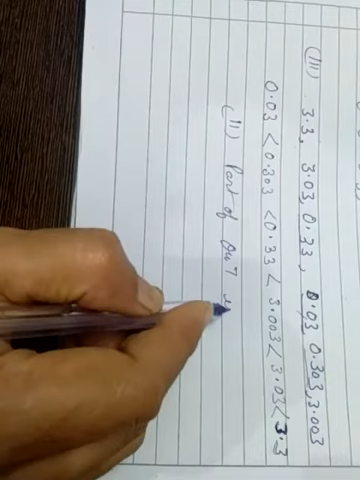 (III) 3.3, 3.03, 0.33, 0.03, 0.303, 3.003
0.03 < 0.303 < 0.33 < 3.003 < 3.03 < 3.3
(II) Part of Qu 7